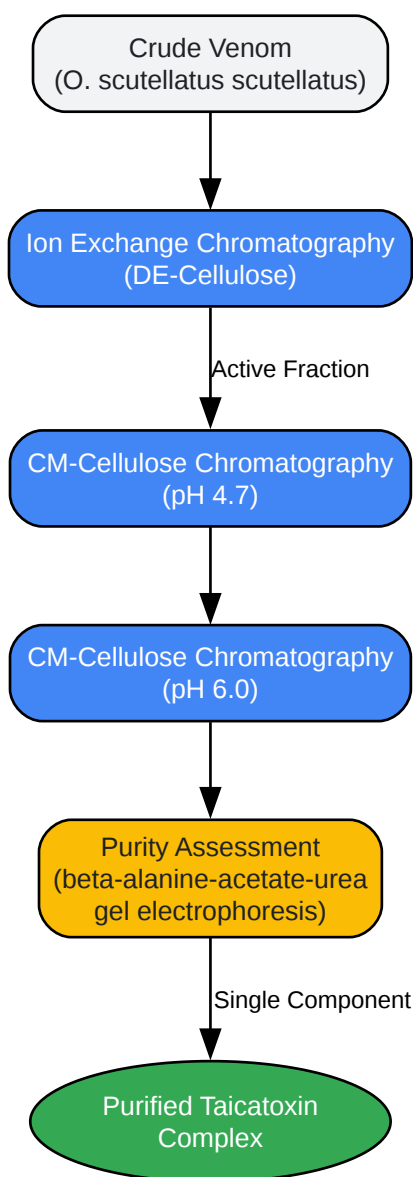 Crude Venom
(O. scutellatus scutellatus)
Ion Exchange Chromatography
(DE-Cellulose)
Active Fraction
CM-Cellulose Chromatography
(pH 4.7)
CM-Cellulose Chromatography
(pH 6.0)
Purity Assessment
(beta-alanine-acetate-urea
gel electrophoresis)
Single Component
Purified Taicatoxin
Complex